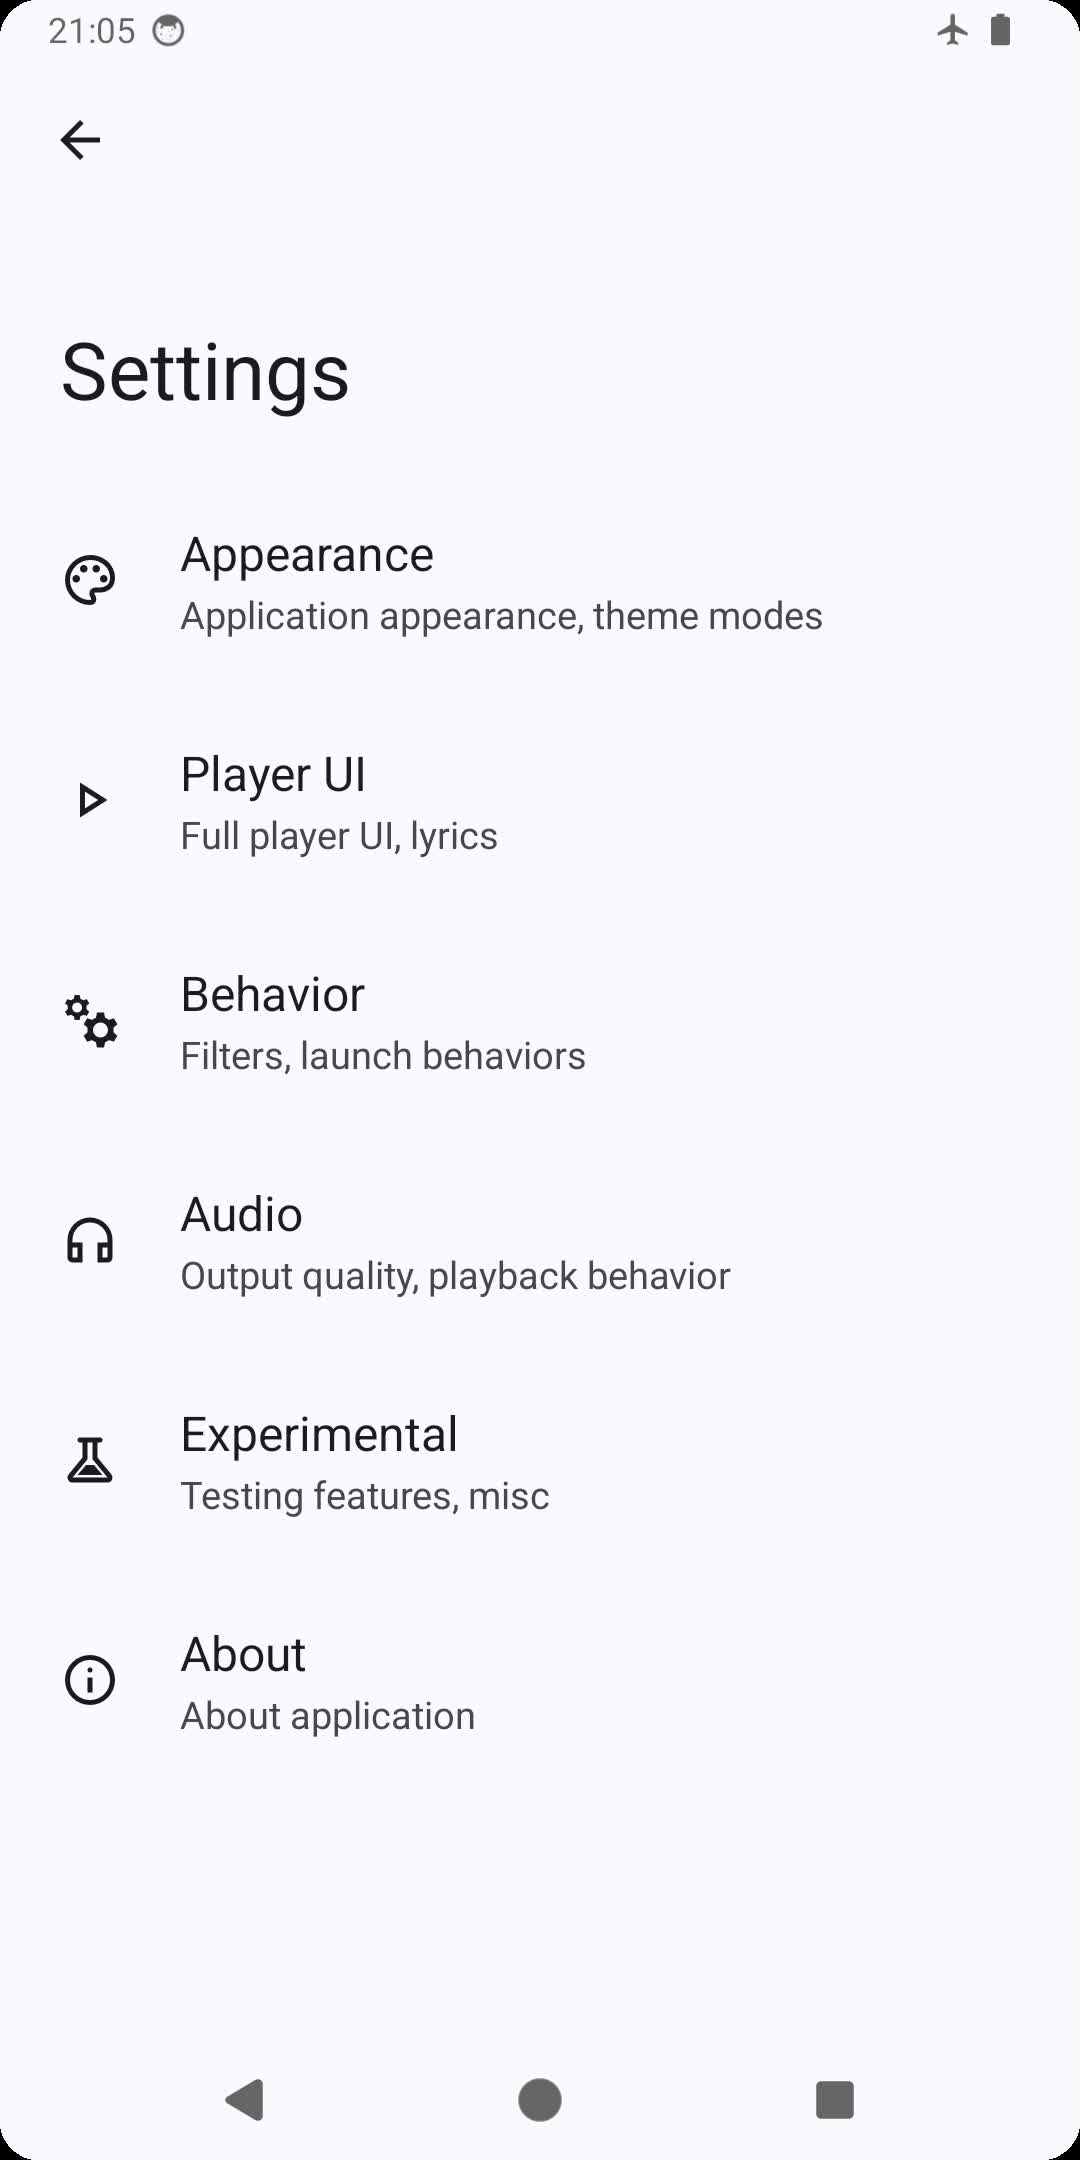 21:05
Settings
Appearance
Application appearance, theme modes
Player UI
Full player UI, lyrics
Behavior
Filters, launch behaviors
Audio
Output quality, playback behavior
Experimental
Testing features, misc
About
About application